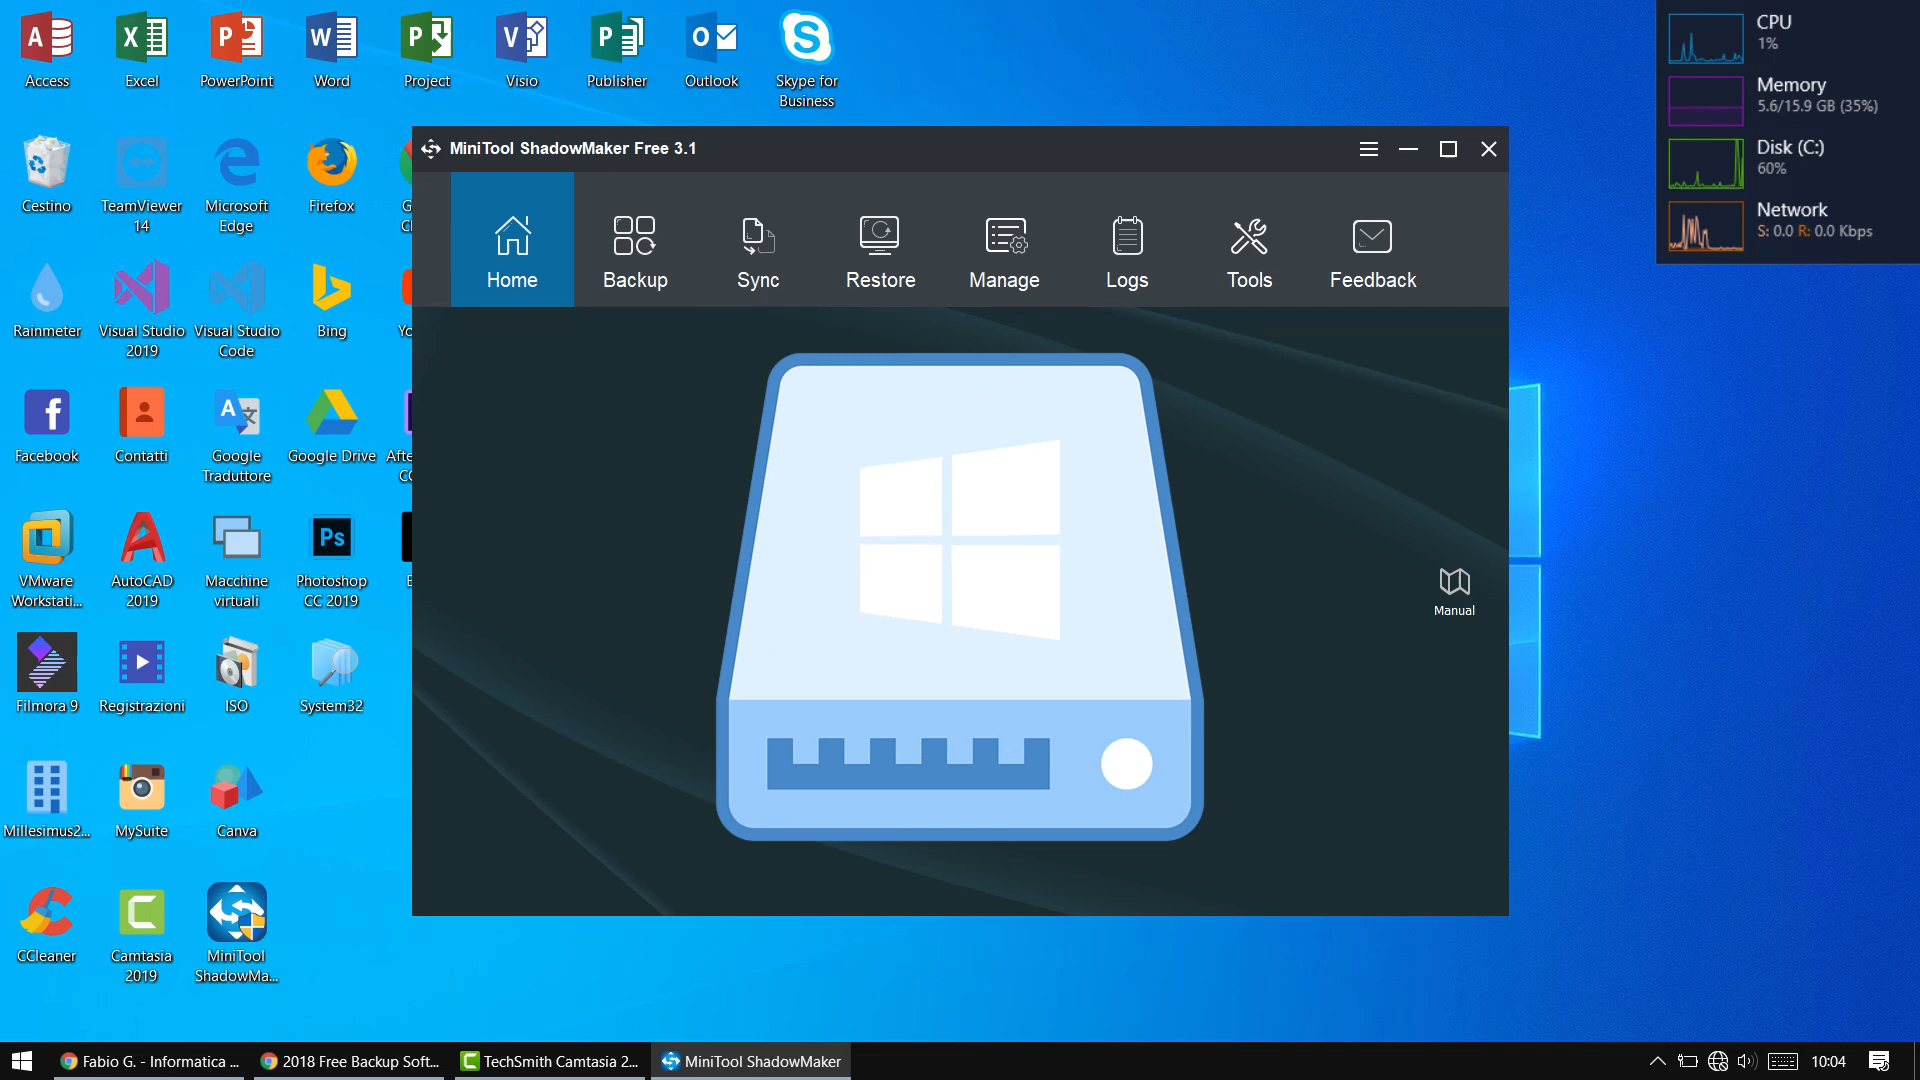 Access
Excel
PowerPoint
Word
Project
Visio
Publisher
Outlook
Skype for
Business
CPU
1%
Memory
5.6/15.9 GB (35%)
Disk (C:)
60%
Network
S: 0.0 R: 0.0 Kbps
MiniTool ShadowMaker Free 3.1
Home
Backup
Sync
Restore
Manage
Logs
Tools
Feedback
Manual
Cestino
TeamViewer
14
Microsoft
Edge
Firefox
Rainmeter
Visual Studio
2019
Visual Studio
Code
Bing
Facebook
Contatti
Google
Traduttore
Google Drive
VMware
Workstati...
AutoCAD
2019
Macchine
virtuali
Ps
Photoshop
CC 2019
Filmora 9
Registrazioni
ISO
System32
Millesimus2...
MySuite
Canva
CCleaner
Camtasia
2019
MiniTool
ShadowMa...
Fabio G. - Informatica ...
2018 Free Backup Soft...
TechSmith Camtasia 2...
MiniTool ShadowMaker
10:04